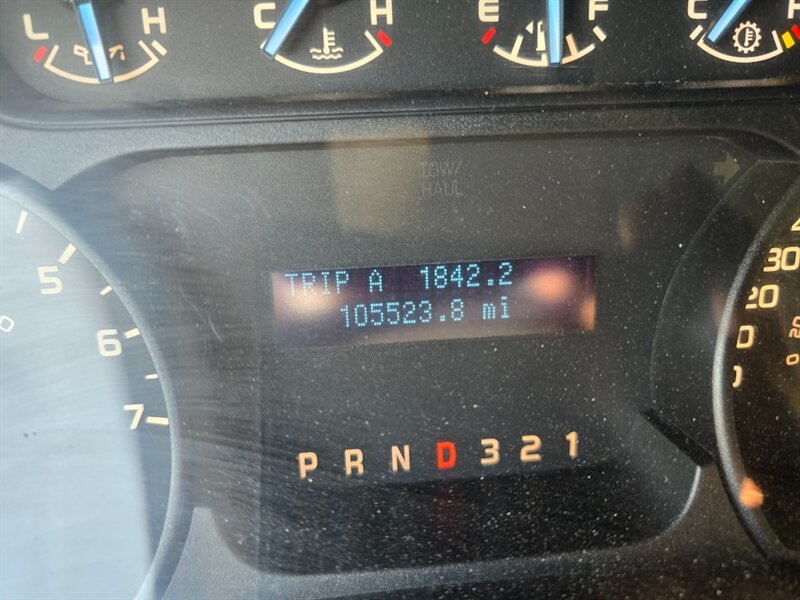 L H C H E F C H
TOW/
HAUL
TRIP A 1842.2
105523.8 mi
5
6
7
30
20
P R N D 3 2 1